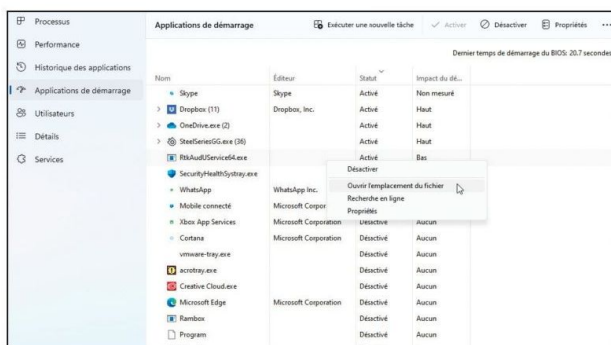 Processus
Performance
Historique des applications
Applications de démarrage
Utilisateurs
Détails
Services
Applications de démarrage
Exécuter une nouvelle tâche
Activer
Désactiver
Propriétés
...
Dernier temps de démarrage du BIOS: 20.7 secondes
Nom Éditeur Statut Impact du dé...
Skype Skype Activé Non mesuré
Dropbox (11) Dropbox, Inc. Activé Haut
OneDrive.exe (2) Activé Haut
SteelSeriesGG.exe (36) Activé Haut
RtkAudUService64.exe Activé Bas
SecurityHealthSystray.exe
WhatsApp WhatsApp Inc.
Mobile connecté Microsoft Corpor
Xbox App Services Microsoft Corporation Désactivé Aucun
Cortana Microsoft Corporation Désactivé Aucun
vmware-tray.exe Désactivé Aucun
acrotray.exe Désactivé Aucun
Creative Cloud.exe Désactivé Aucun
Microsoft Edge Microsoft Corporation Désactivé Aucun
Rambox Désactivé Aucun
Program Désactivé Aucun
Désactiver
Ouvrir l'emplacement du fichier
Recherche en ligne
Propriétés